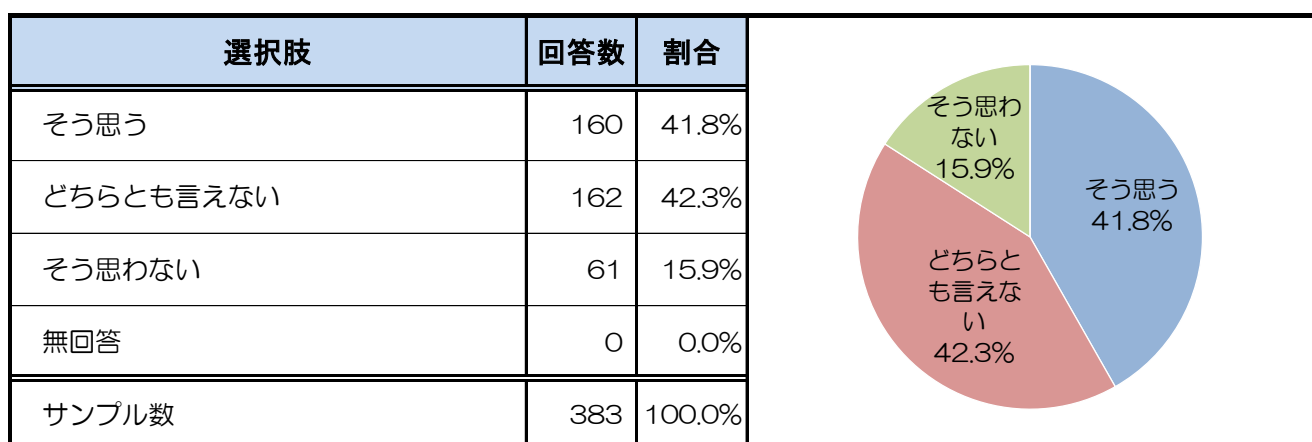 選択肢 回答数 割合
そう思う 160 41.8%
どちらとも言えない 162 42.3%
そう思わない 61 15.9%
無回答 0 0.0%
サンプル数 383 100.0%
そう思わ
ない
15.9%
そう思う
41.8%
どちらと
も言えな
い
42.3%